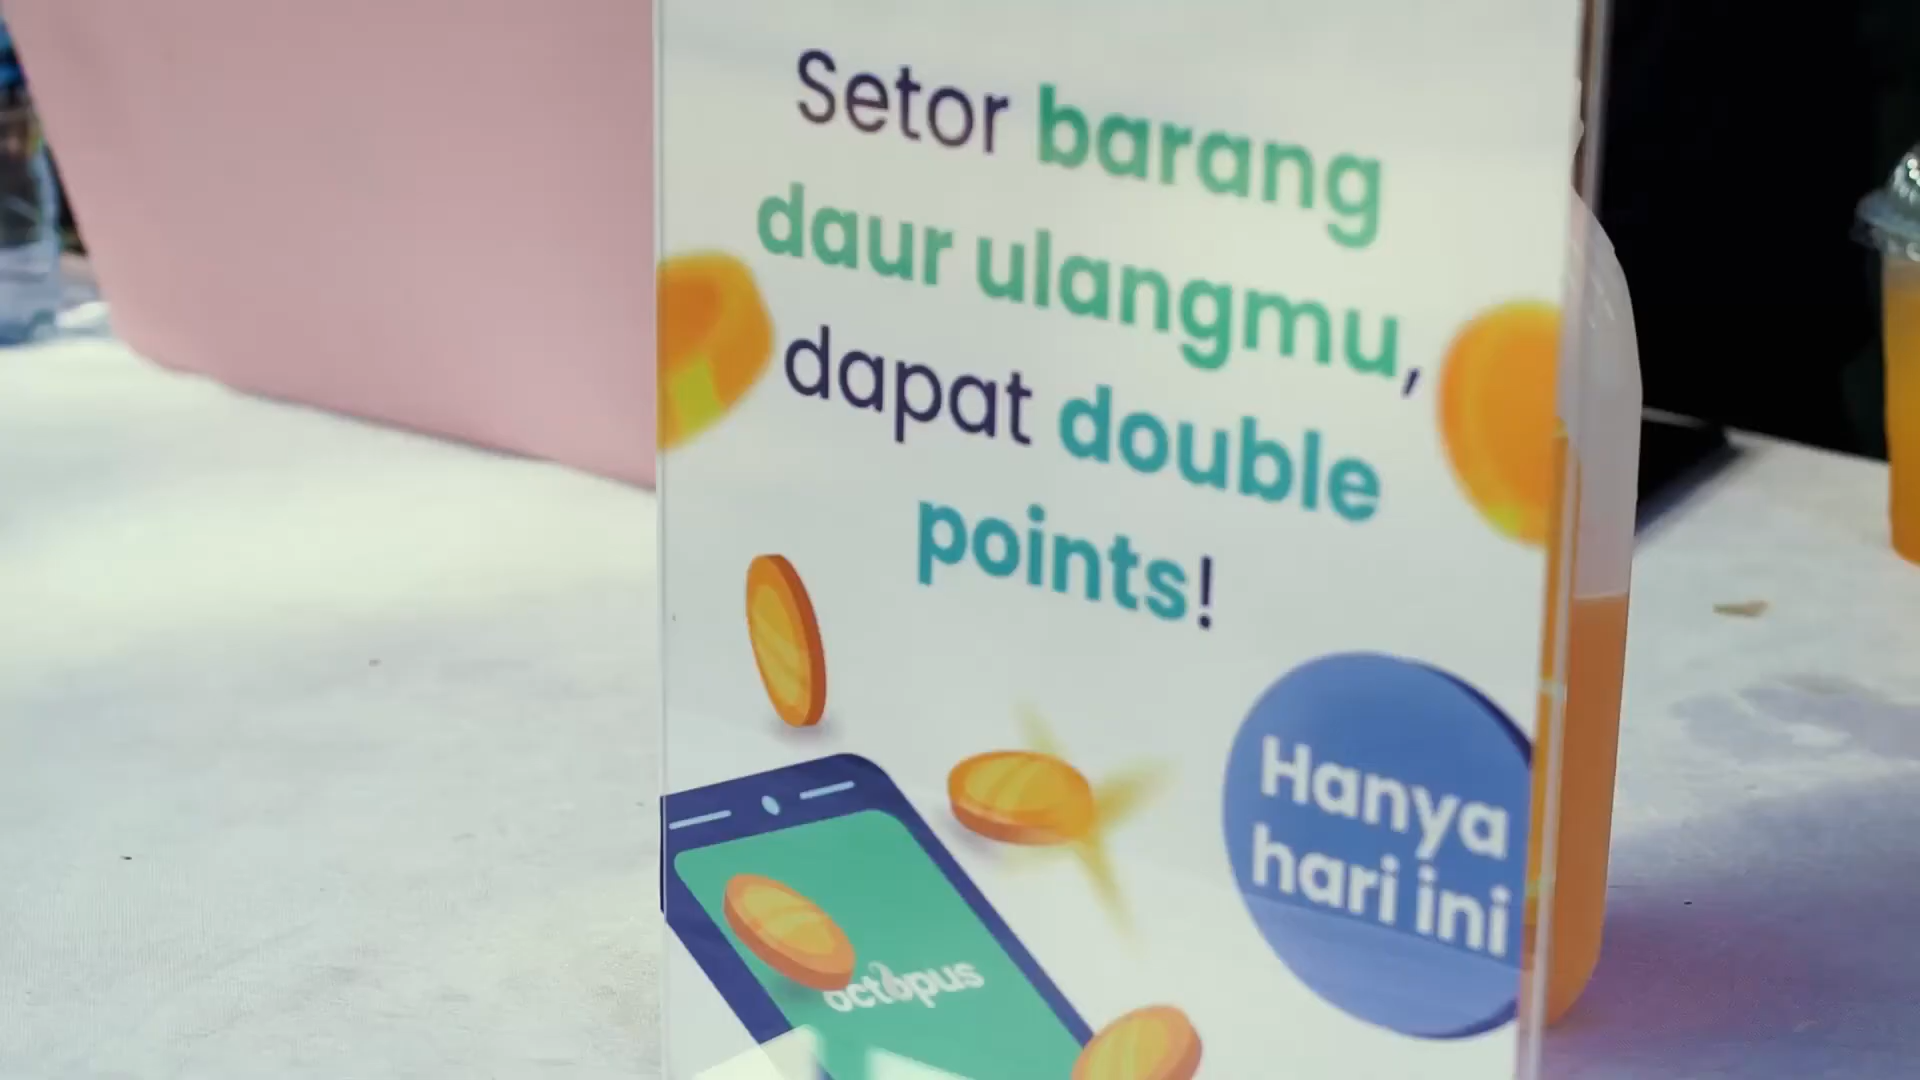 Setor barang
daur ulangmu,
dapat double
points!
Hanya
hari ini
octopus